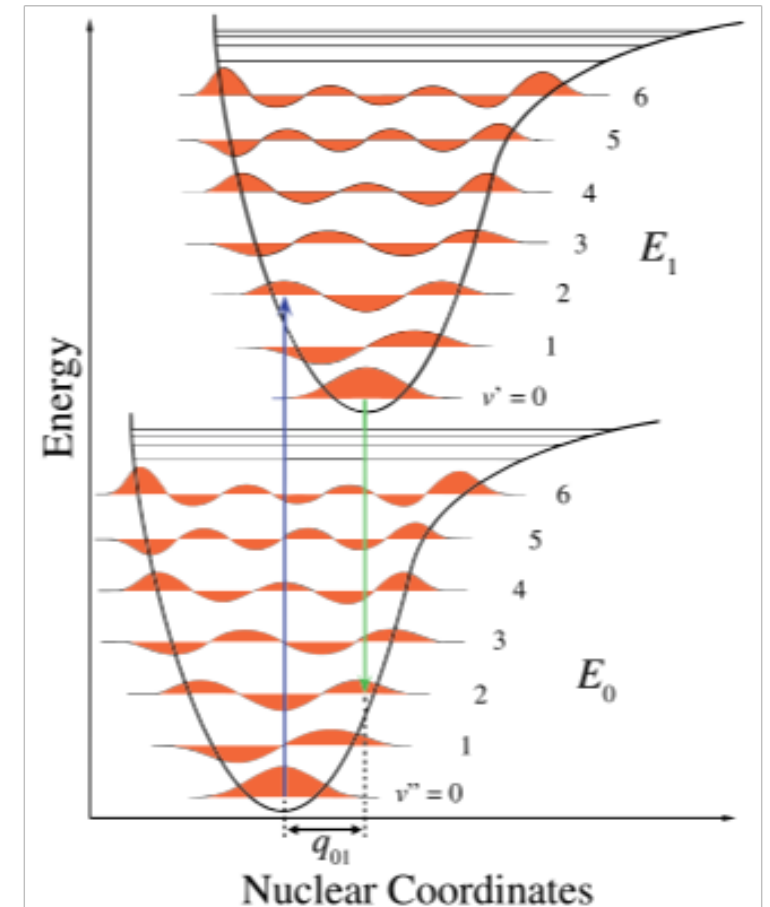 6
5
4
3
E1
2
1
v' = 0
Energy
6
5
4
3
E0
2
1
v" = 0
q01
Nuclear Coordinates